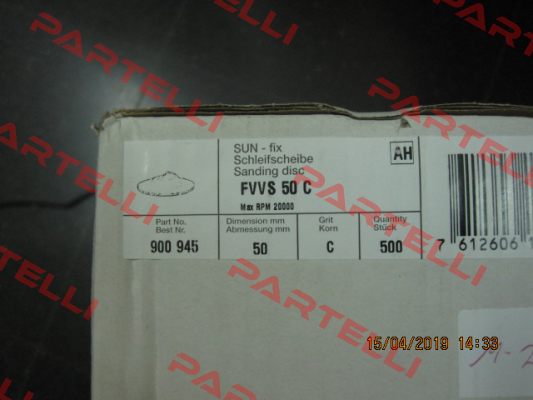 PARTELLI
PARTELLI
PARTELLI
PARTELLI
PARTELLI
PARTELLI
SUN - fix
Schleifscheibe
Sanding disc
AH
FVVS 50 C
Max RPM 20000
Part No.
Best Nr.
Dimension mm
Abmessung mm
Grit
Korn
Quantity
Stück
900 945
50
C
500
7 612606
15/04/2019 14:33